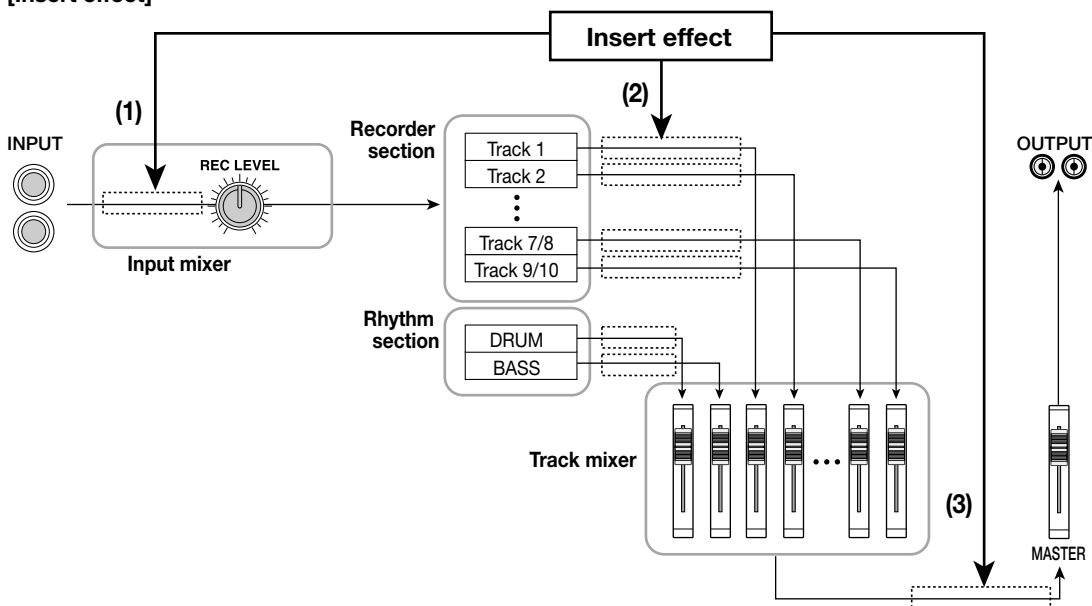 [Insert effect]
Insert effect
(1)
(2)
INPUT
REC LEVEL
Input mixer
Recorder
section
Track 1
Track 2
Track 7/8
Track 9/10
Rhythm
section
DRUM
BASS
Track mixer
(3)
OUTPUT
MASTER